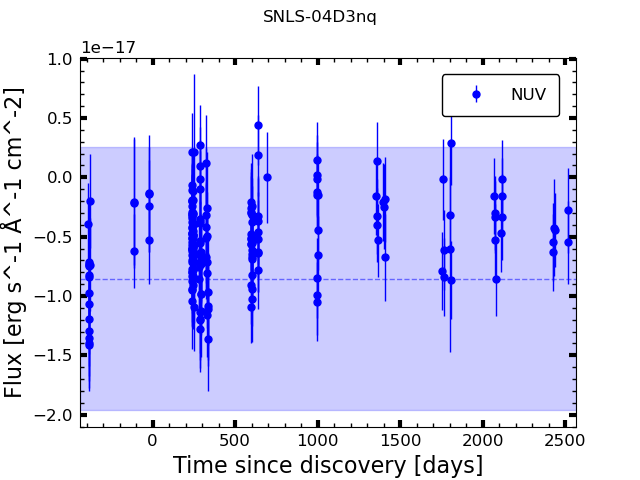 SNLS-04D3nq
1e−17
1.0
0.5
0.0
−0.5
−1.0
−1.5
−2.0
Flux [erg s^-1 Å^-1 cm^-2]
NUV
0
500
1000
1500
2000
2500
Time since discovery [days]